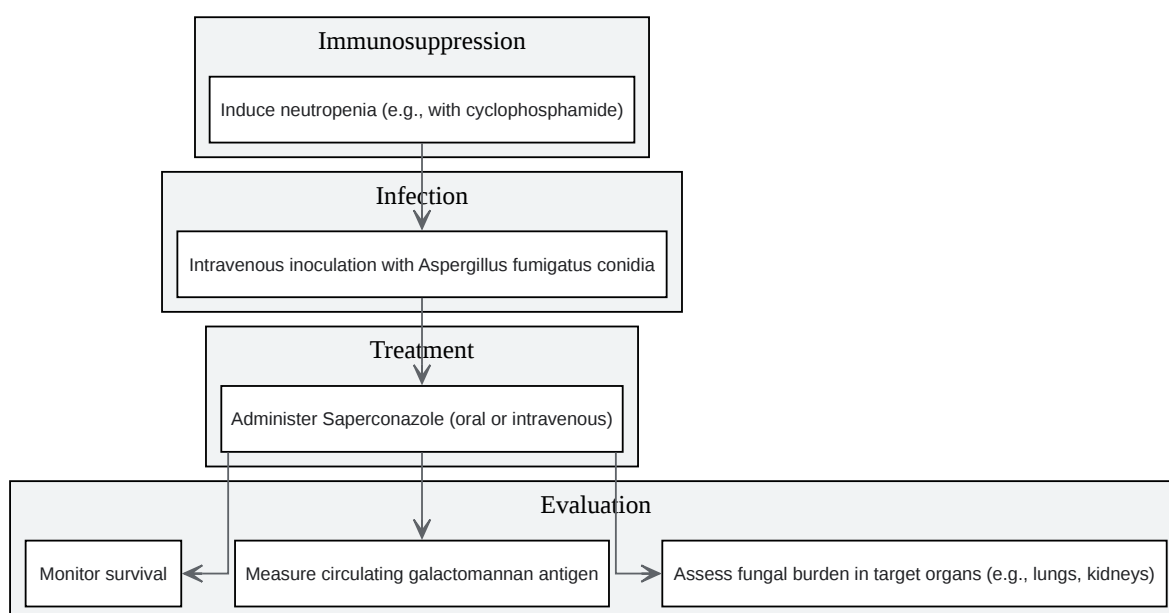 Immunosuppression
Induce neutropenia (e.g., with cyclophosphamide)
Infection
Intravenous inoculation with Aspergillus fumigatus conidia
Treatment
Administer Saperconazole (oral or intravenous)
Evaluation
Monitor survival
Measure circulating galactomannan antigen
Assess fungal burden in target organs (e.g., lungs, kidneys)